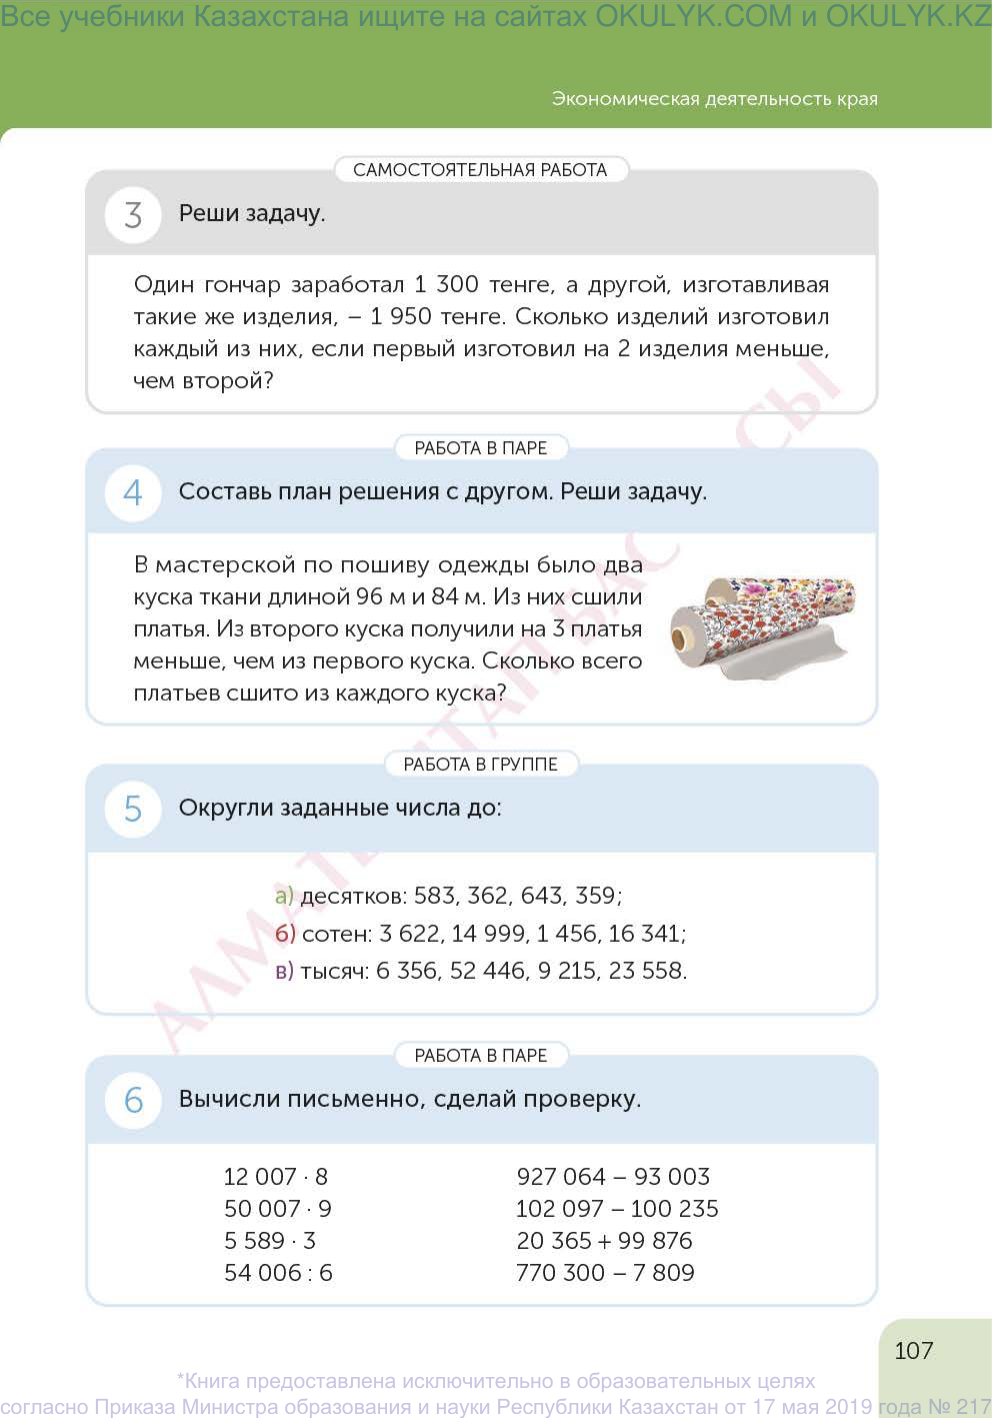 Все учебники Казахстана ищите на сайтах OKULYK.COM и OKULYK.KZ
Экономическая деятельность края
САМОСТОЯТЕЛЬНАЯ РАБОТА
3 Реши задачу.
Один гончар заработал 1 300 тенге, а другой, изготавливая
такие же изделия, – 1 950 тенге. Сколько изделий изготовил
каждый из них, если первый изготовил на 2 изделия меньше,
чем второй?
РАБОТА В ПАРЕ
4 Составь план решения с другом. Реши задачу.
В мастерской по пошиву одежды было два
куска ткани длиной 96 м и 84 м. Из них сшили
платья. Из второго куска получили на 3 платья
меньше, чем из первого куска. Сколько всего
платьев сшито из каждого куска?
РАБОТА В ГРУППЕ
5 Округли заданные числа до:
а) десятков: 583, 362, 643, 359;
б) сотен: 3 622, 14 999, 1 456, 16 341;
в) тысяч: 6 356, 52 446, 9 215, 23 558.
РАБОТА В ПАРЕ
6 Вычисли письменно, сделай проверку.
12 007 · 8
50 007 · 9
5 589 · 3
54 006 : 6
927 064 – 93 003
102 097 – 100 235
20 365 + 99 876
770 300 – 7 809
107
*Книга предоставлена исключительно в образовательных целях
согласно Приказа Министра образования и науки Республики Казахстан от 17 мая 2019 года № 217